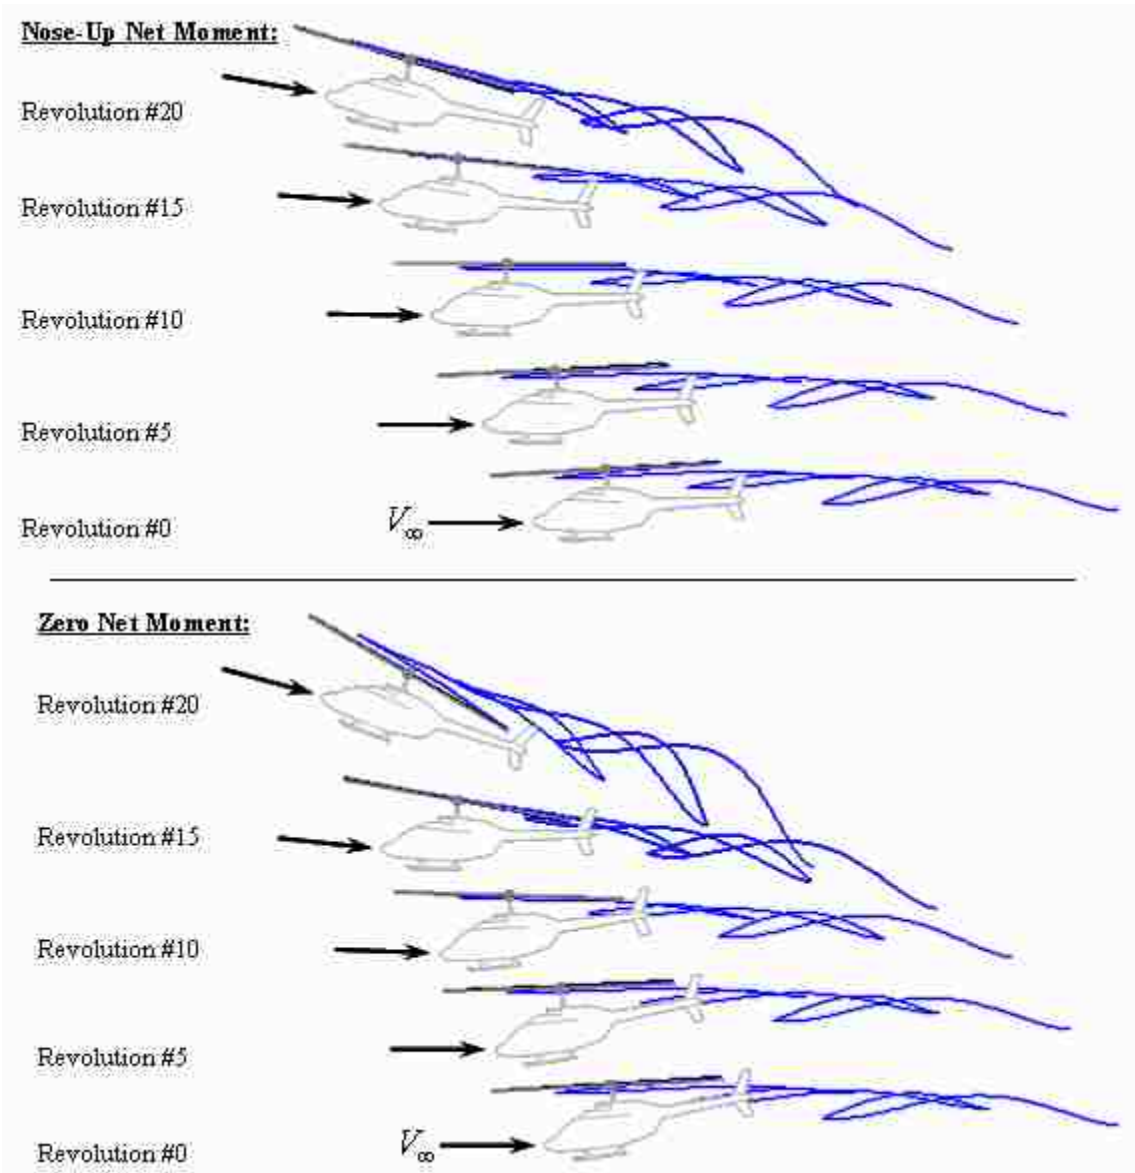 Nose-Up Net Moment:
Revolution #20
Revolution #15
Revolution #10
Revolution #5
Revolution #0
V∞
Zero Net Moment:
Revolution #20
Revolution #15
Revolution #10
Revolution #5
Revolution #0
V∞